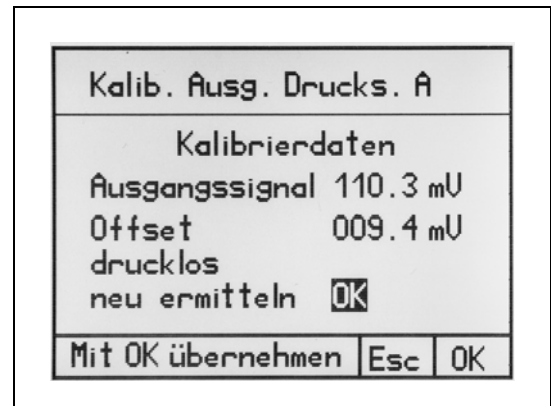 Kalib. Ausg. Drucks. A
Kalibrierdaten
Ausgangssignal 110.3 mV
Offset 009.4 mV
drucklos
neu ermitteln OK
Mit OK übernehmen Esc OK